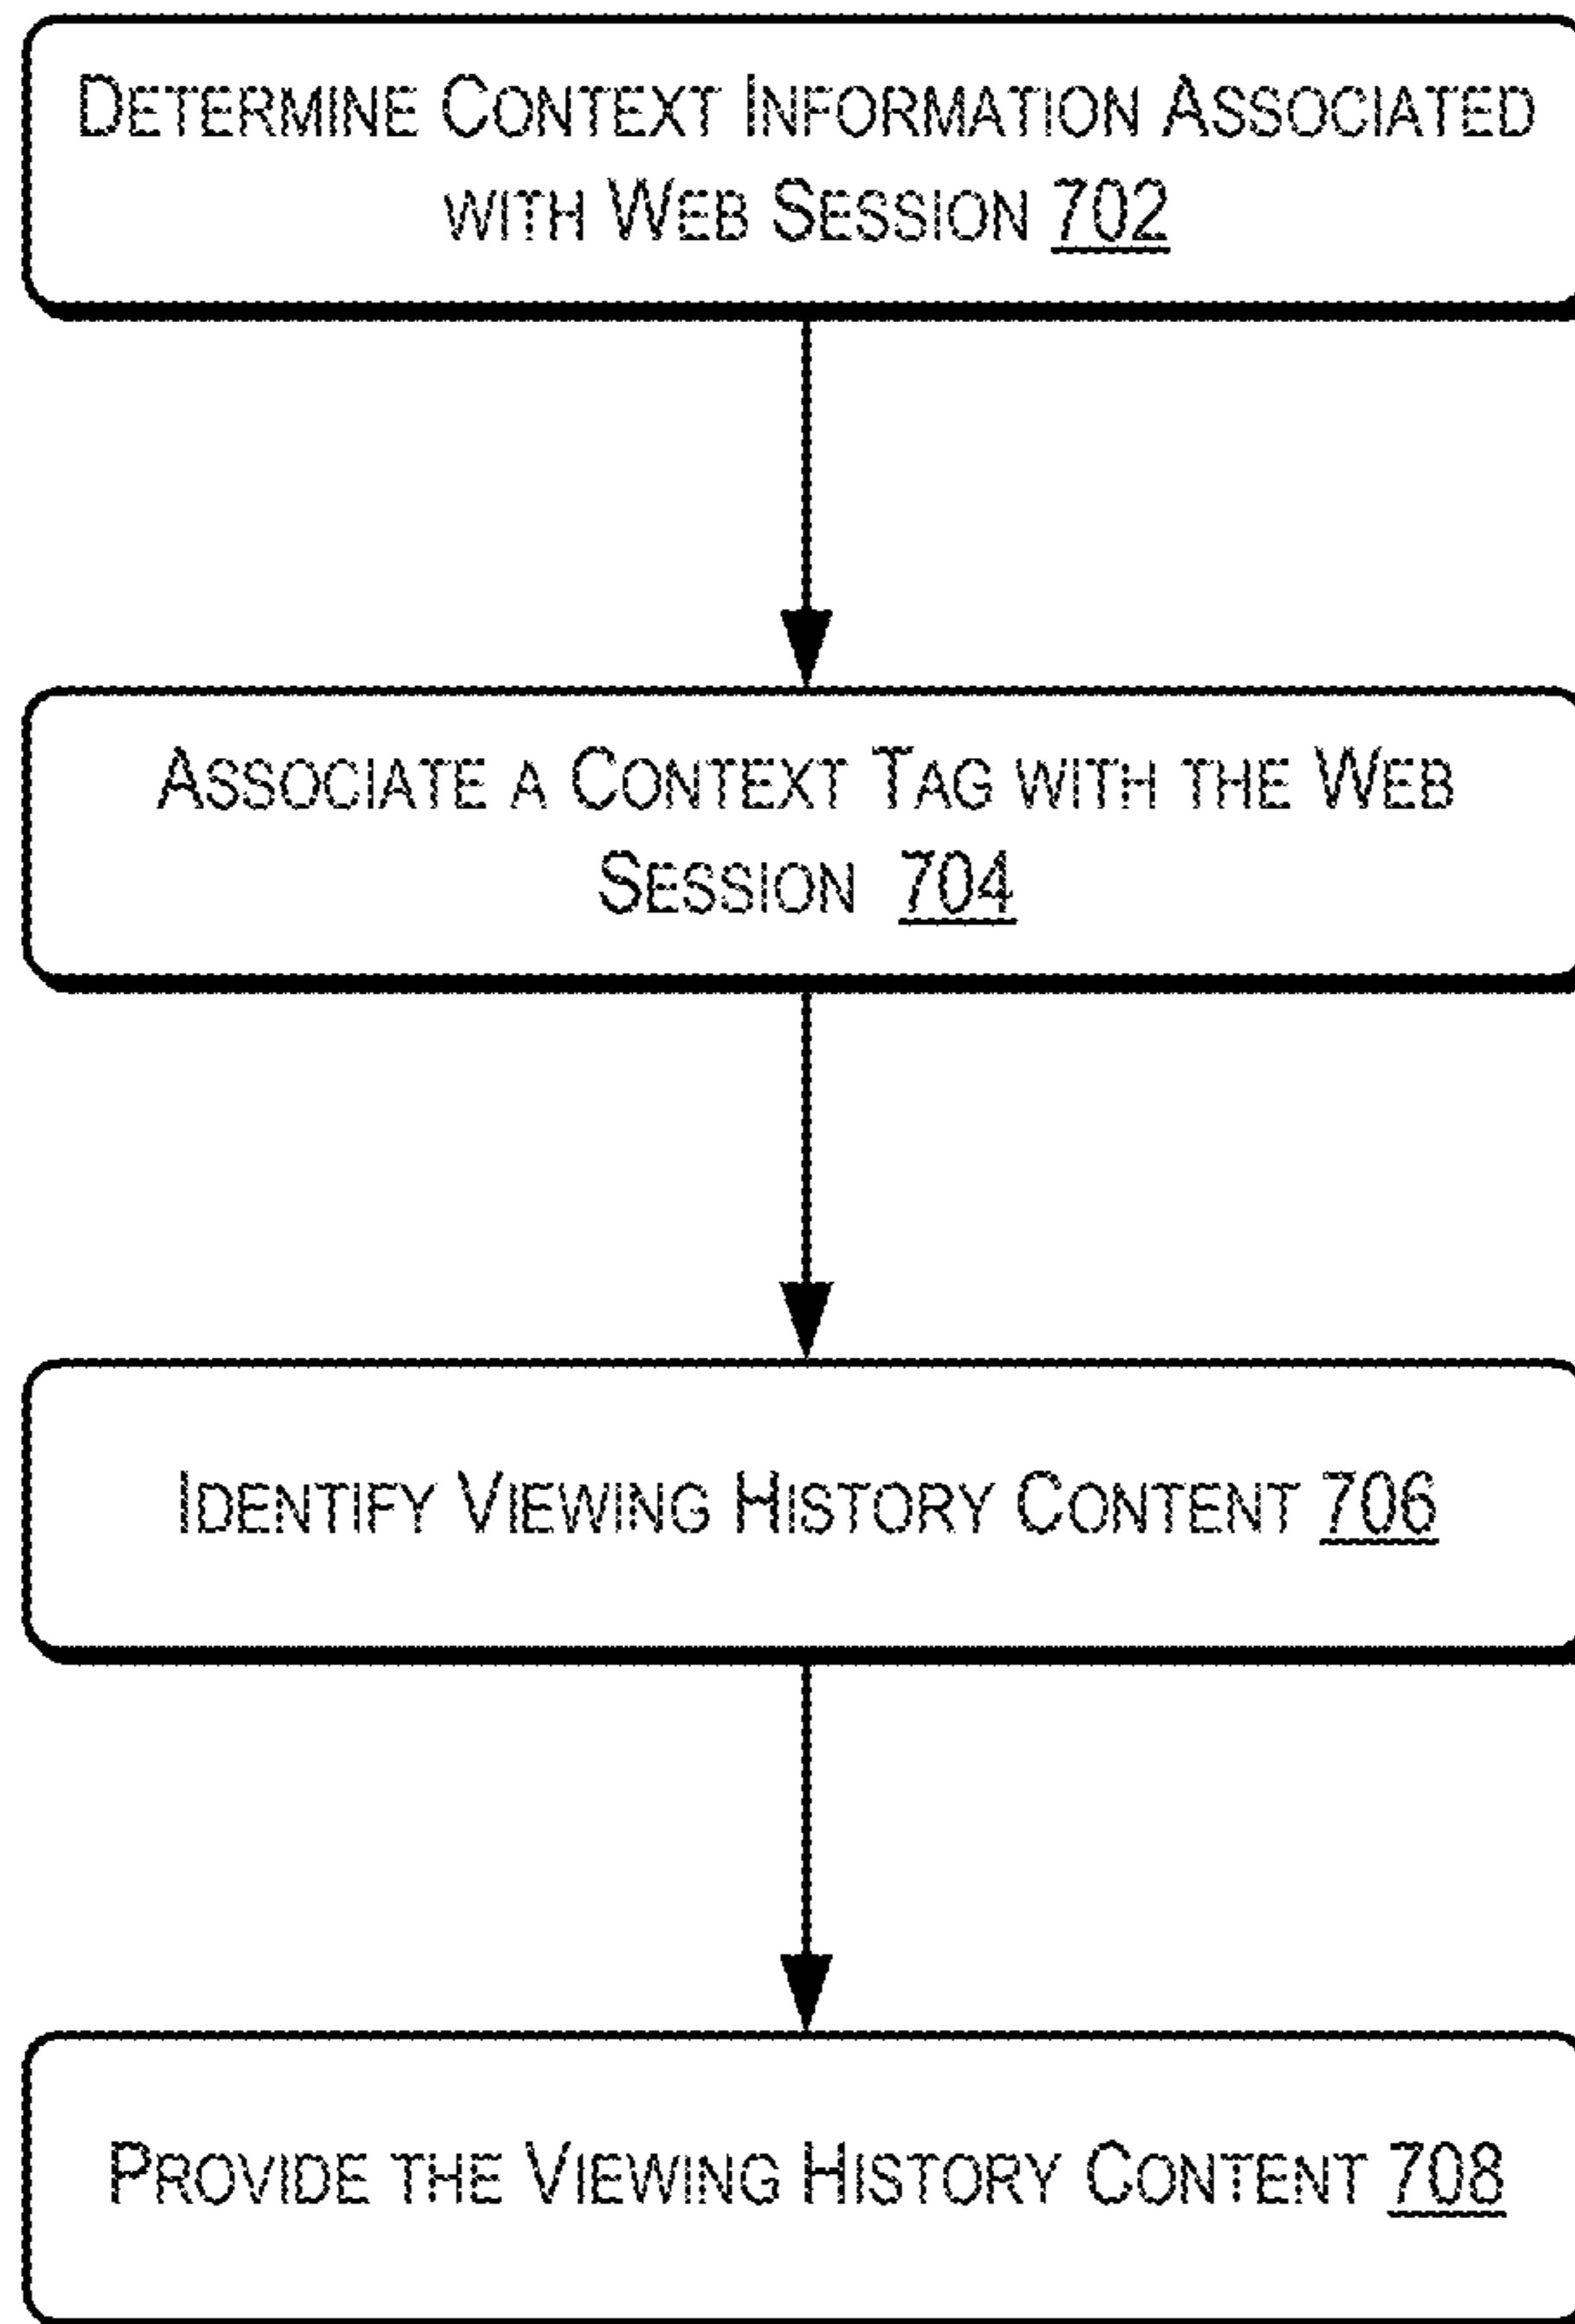 DETERMINE CONTEXT INFORMATION ASSOCIATED
WITH WEB SESSION 702
ASSOCIATE A CONTEXT TAG WITH THE WEB
SESSION 704
IDENTIFY VIEWING HISTORY CONTENT 706
PROVIDE THE VIEWING HISTORY CONTENT 708